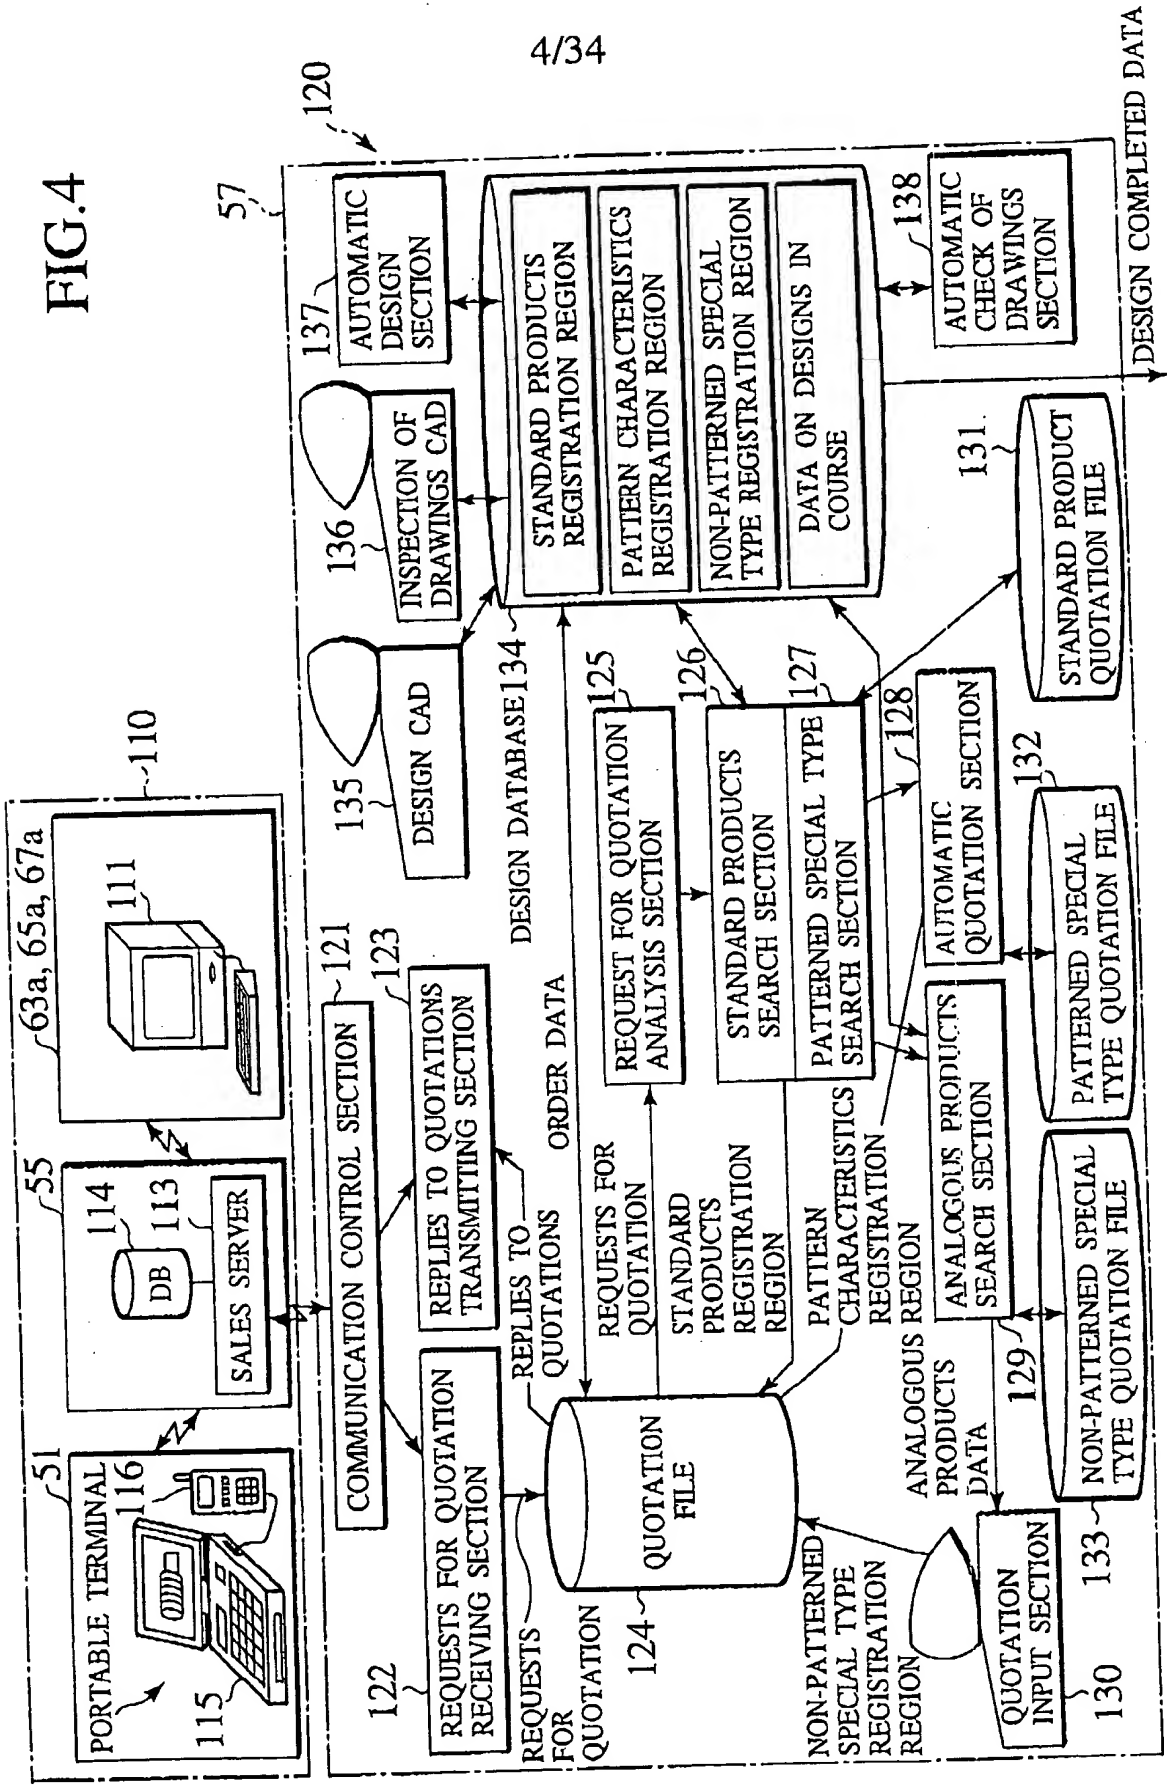 4/34
FIG.4
110
63a, 65a, 67a
111
55
114
DB
113
SALES SERVER
51
PORTABLE TERMINAL
116
115
57
120
121
COMMUNICATION CONTROL SECTION
122
REQUESTS FOR QUOTATION
RECEIVING SECTION
123
REPLIES TO QUOTATIONS
TRANSMITTING SECTION
REQUESTS
FOR
QUOTATION
REPLIES TO
QUOTATIONS
ORDER DATA
124
QUOTATION
FILE
REQUESTS FOR
QUOTATION
125
REQUEST FOR QUOTATION
ANALYSIS SECTION
126
STANDARD PRODUCTS
SEARCH SECTION
127
PATTERNED SPECIAL TYPE
SEARCH SECTION
STANDARD
PRODUCTS
REGISTRATION
REGION
PATTERN
CHARACTERISTICS
REGISTRATION
REGION
128
AUTOMATIC
QUOTATION SECTION
ANALOGOUS PRODUCTS
SEARCH SECTION
129
ANALOGOUS
PRODUCTS
DATA
NON-PATTERNED
SPECIAL TYPE
REGISTRATION
REGION
QUOTATION
INPUT SECTION
130
131
STANDARD PRODUCT
QUOTATION FILE
132
PATTERNED SPECIAL
TYPE QUOTATION FILE
133
NON-PATTERNED SPECIAL
TYPE QUOTATION FILE
DESIGN DATABASE 134
STANDARD PRODUCTS
REGISTRATION REGION
PATTERN CHARACTERISTICS
REGISTRATION REGION
NON-PATTERNED SPECIAL
TYPE REGISTRATION REGION
DATA ON DESIGNS IN
COURSE
135
DESIGN CAD
136
INSPECTION OF
DRAWINGS CAD
137
AUTOMATIC
DESIGN
SECTION
138
AUTOMATIC
CHECK OF
DRAWINGS
SECTION
DESIGN COMPLETED DATA